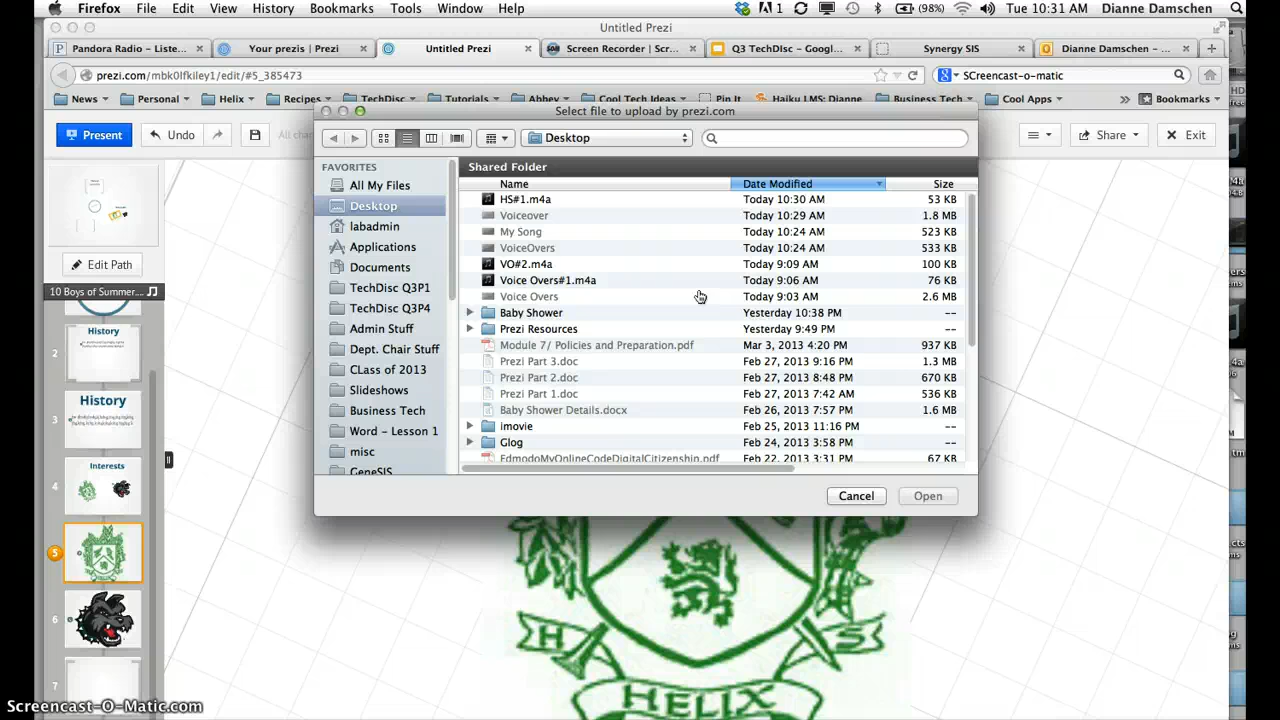 Firefox File Edit View History Bookmarks Tools Window Help 1 (98%) Tue 10:31 AM Dianne Damschen
Untitled Prezi
Pandora Radio – Liste... Your prezis | Prezi Untitled Prezi Screen Recorder | Scr... Q3 TechDIsc – Googl... Synergy SIS Dianne Damschen – ...
prezi.com/mbk0lfkiley1/edit/#5_385473 SCreencast-o-matic
News Personal Helix Recipes TechDisc Tutorials Abbey Cool Tech Ideas Pin It Haiku LMS: Dianne Business Tech Cool Apps Bookmarks
Select file to upload by prezi.com
Present Undo All Share Exit
Desktop
FAVORITES
All My Files
Desktop
labadmin
Applications
Documents
TechDisc Q3P1
TechDisc Q3P4
Admin Stuff
Dept. Chair Stuff
CLass of 2013
Slideshows
Business Tech
Word – Lesson 1
misc
GeneSIS
Shared Folder
Name Date Modified Size
HS#1.m4a Today 10:30 AM 53 KB
Voiceover Today 10:29 AM 1.8 MB
My Song Today 10:24 AM 523 KB
VoiceOvers Today 10:24 AM 533 KB
VO#2.m4a Today 9:09 AM 100 KB
Voice Overs#1.m4a Today 9:06 AM 76 KB
Voice Overs Today 9:03 AM 2.6 MB
Baby Shower Yesterday 10:38 PM --
Prezi Resources Yesterday 9:49 PM --
Module 7/ Policies and Preparation.pdf Mar 3, 2013 4:20 PM 937 KB
Prezi Part 3.doc Feb 27, 2013 9:16 PM 1.3 MB
Prezi Part 2.doc Feb 27, 2013 8:48 PM 670 KB
Prezi Part 1.doc Feb 27, 2013 7:42 AM 536 KB
Baby Shower Details.docx Feb 26, 2013 7:57 PM 1.6 MB
imovie Feb 25, 2013 11:16 PM --
Glog Feb 24, 2013 3:58 PM --
EdmodoMyOnlineCodeDigitalCitizenship.pdf Feb 22, 2013 3:31 PM 67 KB
Cancel Open
Edit Path
10 Boys of Summer...
2 History
3 History
4 Interests
5
6
7
H S
HELIX
Screencast-O-Matic.com